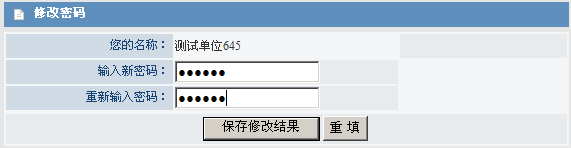 修改密码
您的名称： 测试单位645
输入新密码： ●●●●●●
重新输入密码： ●●●●●●
保存修改结果 重 填